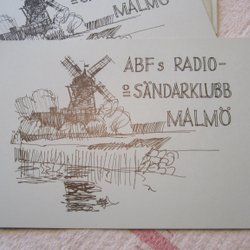 ABFs RADIO-
o SÄNDARKLUBB
MALMÖ